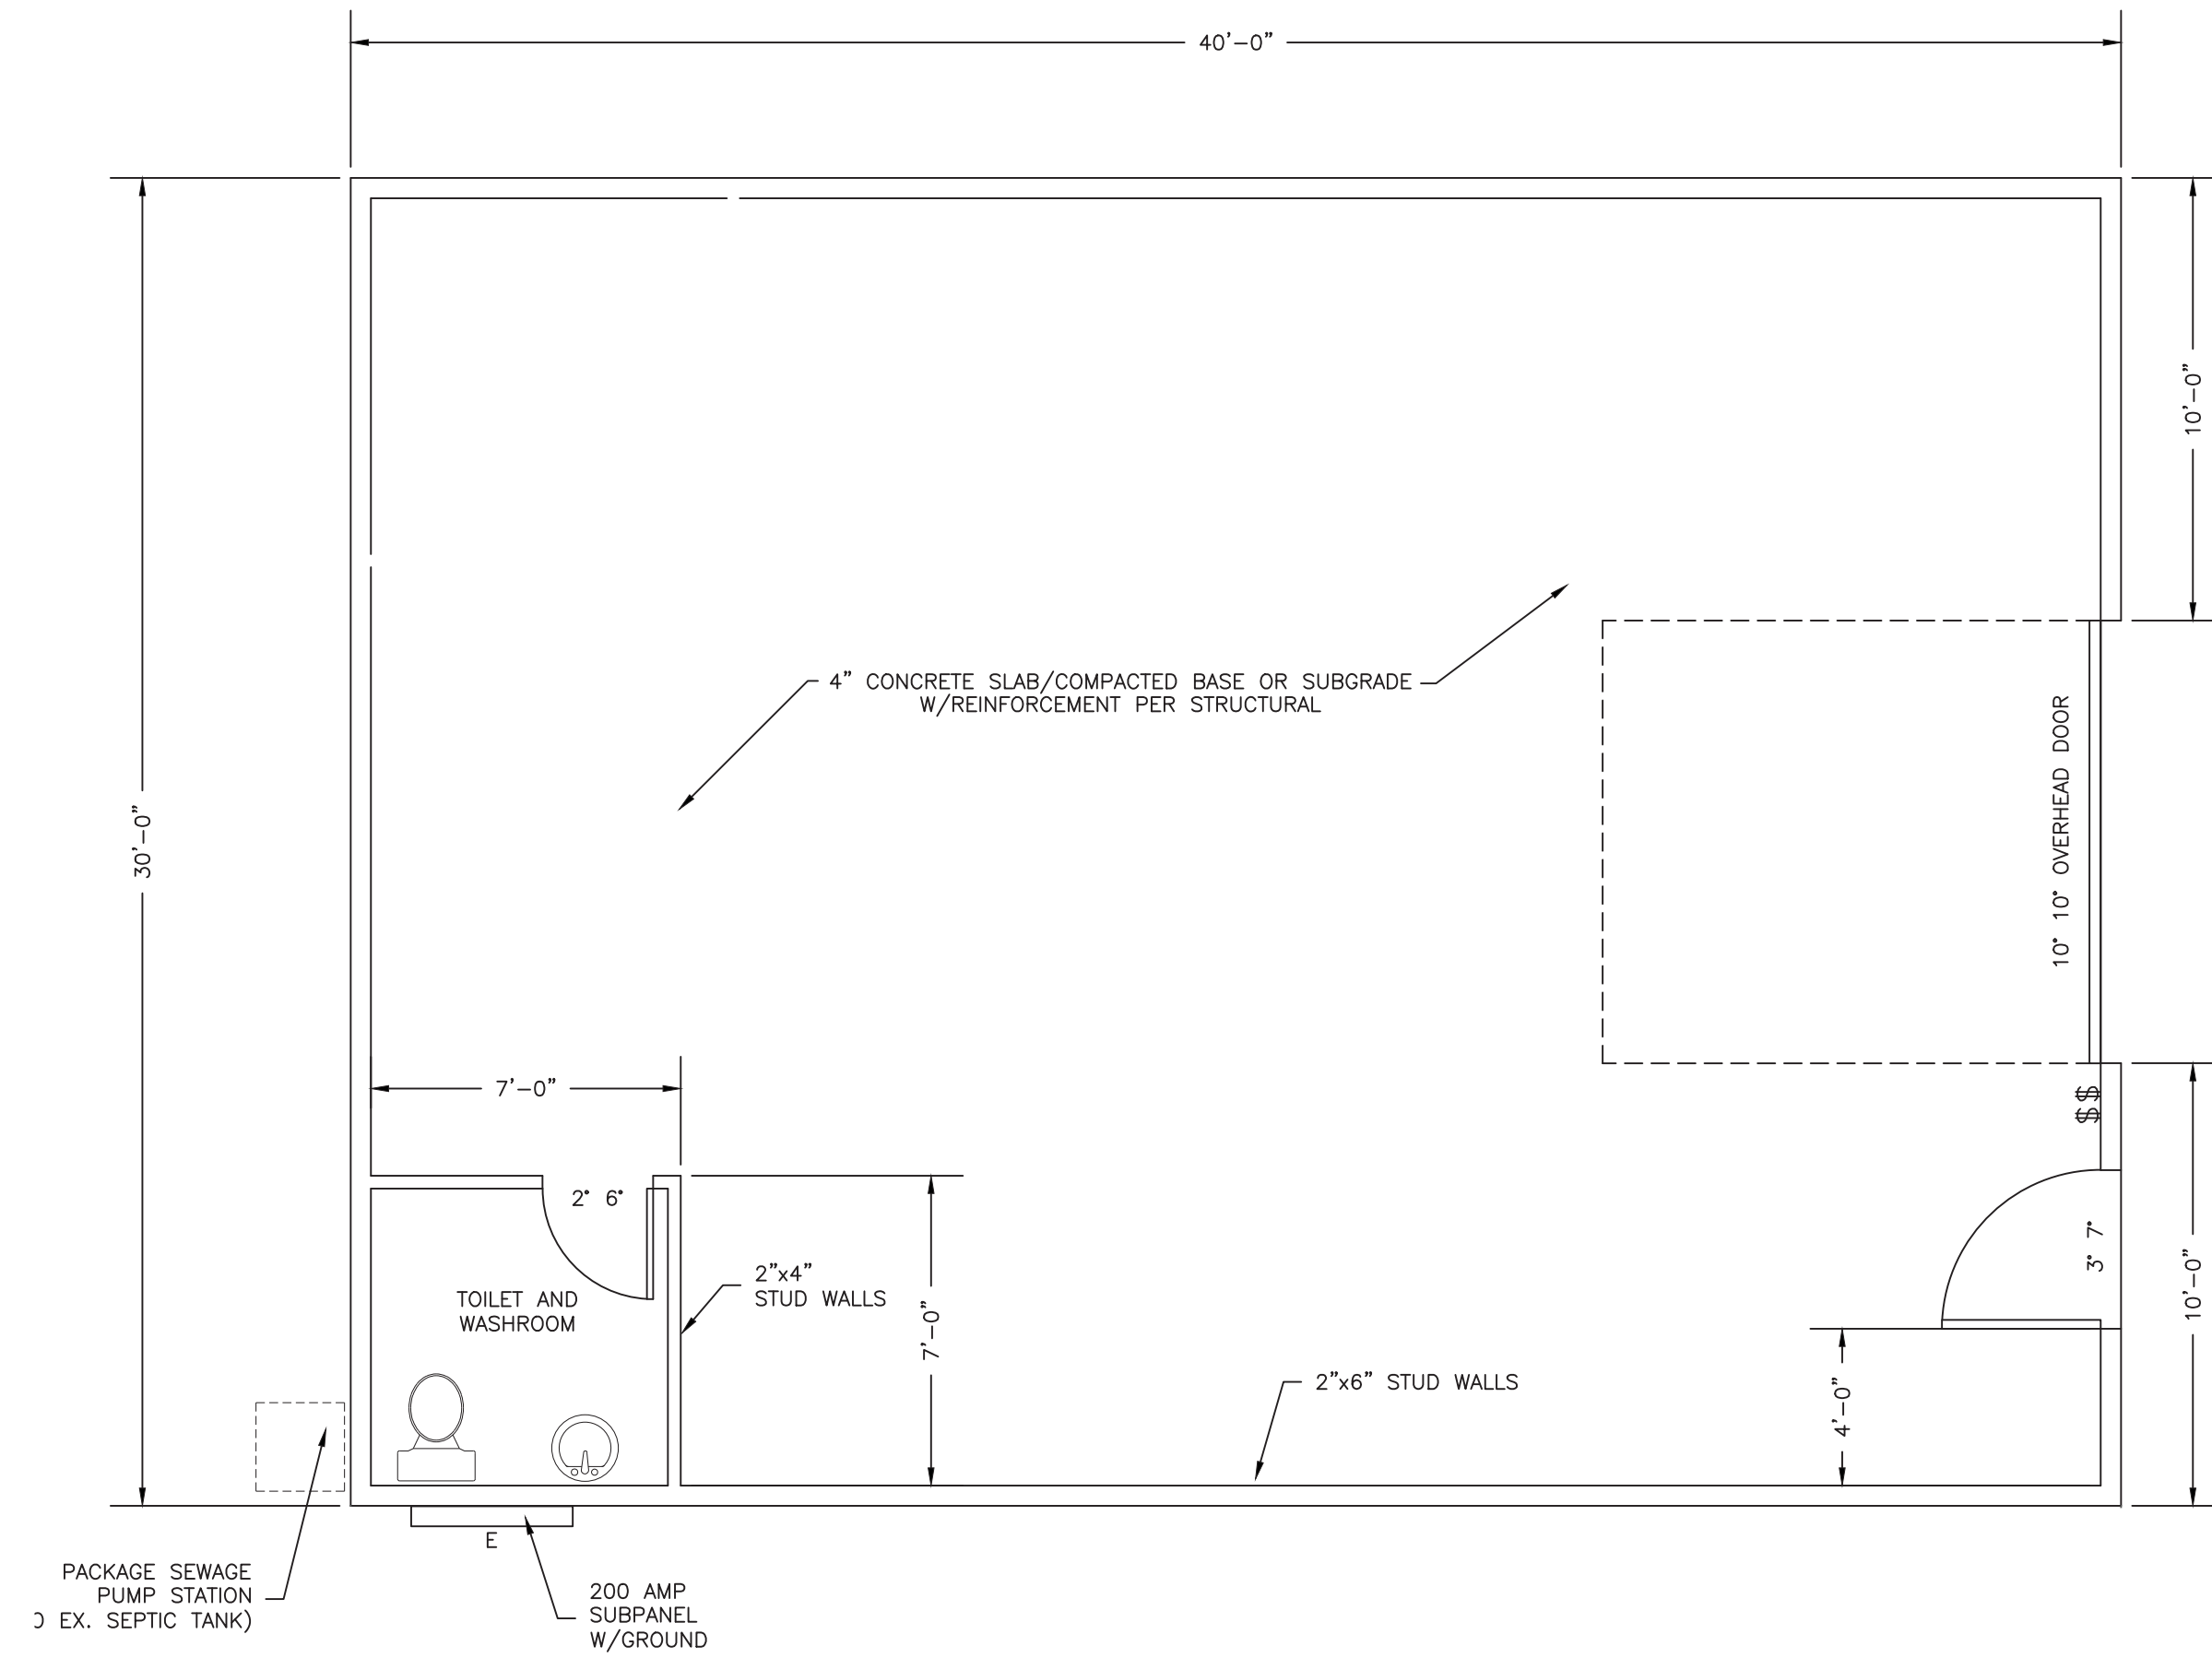 40'-0"
10'-0"
4" CONCRETE SLAB/COMPACTED BASE OR SUBGRADE
W/REINFORCEMENT PER STRUCTURAL
30'-0"
10° 10° OVERHEAD DOOR
7'-0"
$$
2° 6°
3° 7°
10'-0"
TOILET AND
WASHROOM
2"x4"
STUD WALLS
7'-0"
2"x6" STUD WALLS
4'-0"
E
PACKAGE SEWAGE
PUMP STATION
EX. SEPTIC TANK)
200 AMP
SUBPANEL
W/GROUND